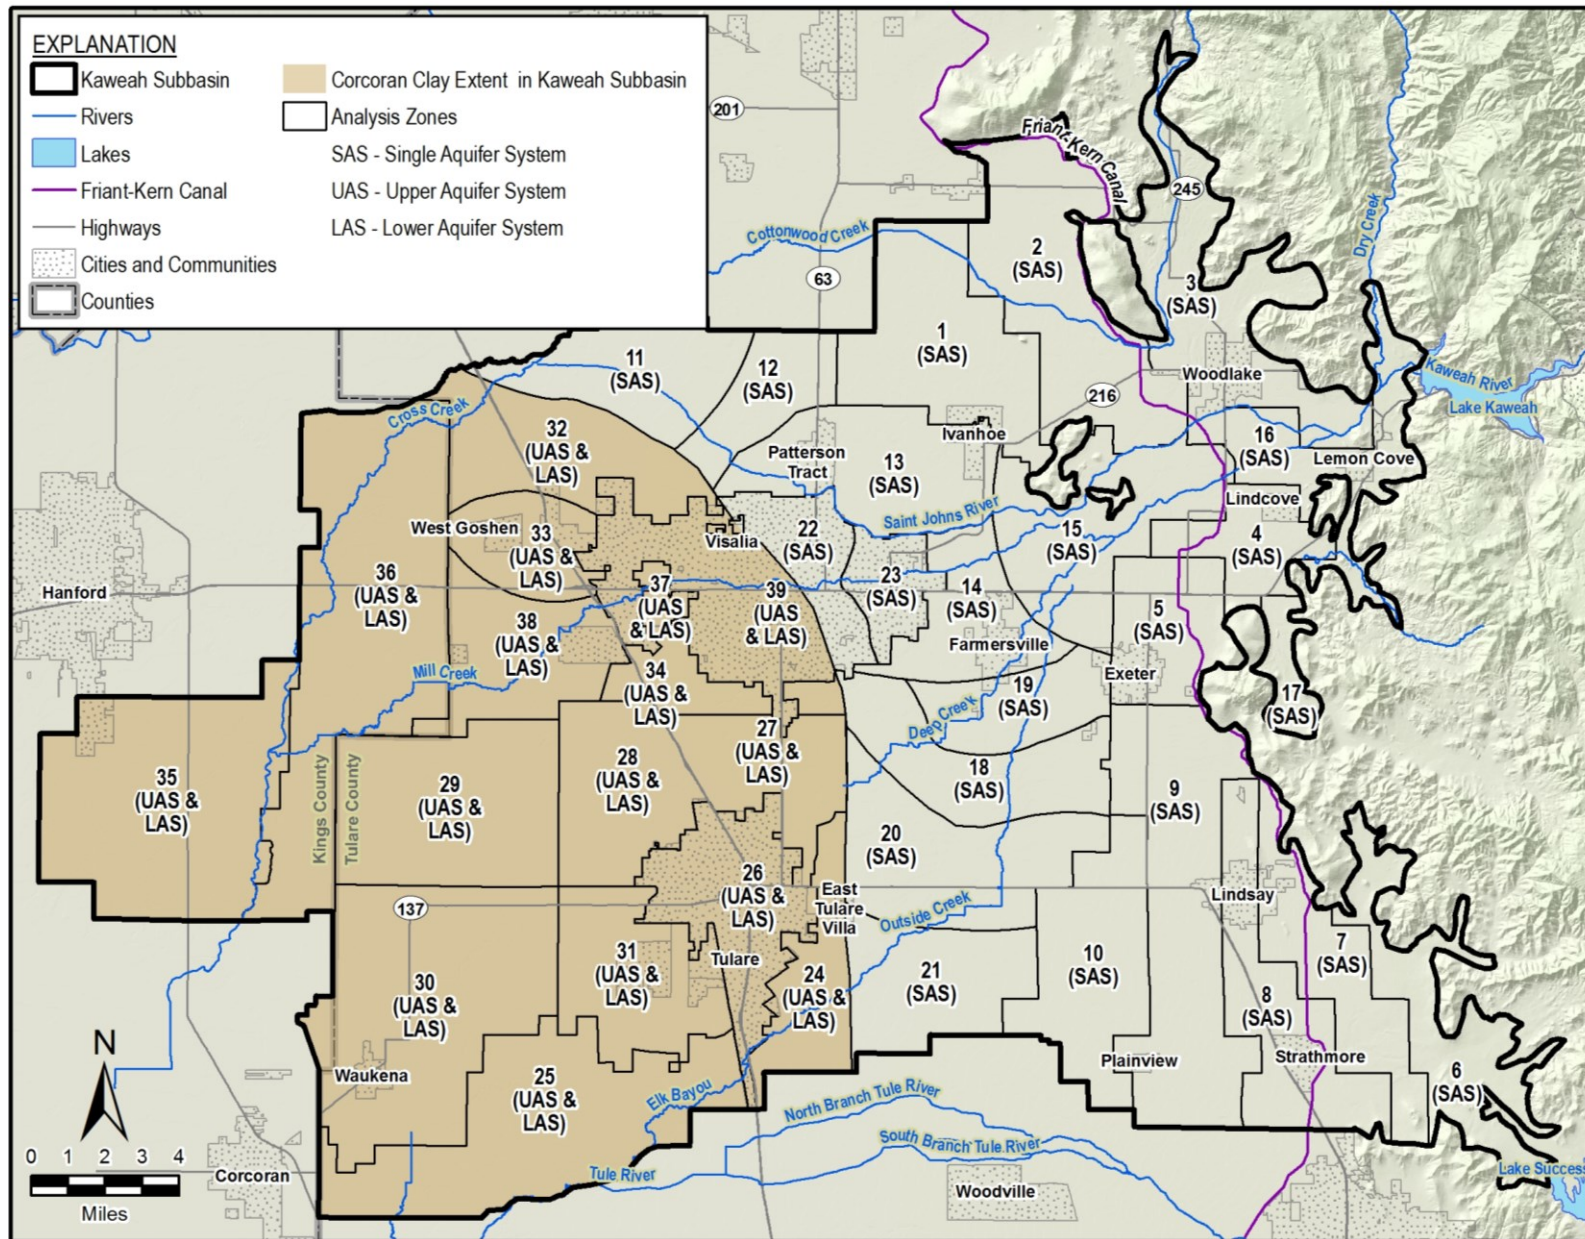 EXPLANATION
Kaweah Subbasin
Rivers
Lakes
Friant-Kern Canal
Highways
Cities and Communities
Counties
Corcoran Clay Extent in Kaweah Subbasin
Analysis Zones
SAS - Single Aquifer System
UAS - Upper Aquifer System
LAS - Lower Aquifer System
201
Friant-Kern Canal
245
Dry Creek
Cottonwood Creek
63
2
(SAS)
3
(SAS)
1
(SAS)
11
(SAS)
12
(SAS)
Woodlake
Kaweah River
Lake Kaweah
216
Cross Creek
32
(UAS &
LAS)
Patterson
Tract
Ivanhoe
13
(SAS)
16
(SAS)
Lemon Cove
Lindcove
West Goshen
33
(UAS &
LAS)
Visalia
22
(SAS)
Saint Johns River
15
(SAS)
4
(SAS)
Hanford
36
(UAS &
LAS)
37
(UAS
& LAS)
39
(UAS
& LAS)
23
(SAS)
14
(SAS)
5
(SAS)
38
(UAS &
LAS)
Farmersville
Exeter
Mill Creek
34
(UAS &
LAS)
19
(SAS)
17
(SAS)
Deep Creek
27
(UAS &
LAS)
28
(UAS &
LAS)
35
(UAS &
LAS)
29
(UAS &
LAS)
Kings County
Tulare County
18
(SAS)
9
(SAS)
20
(SAS)
26
(UAS &
LAS)
East
Tulare
Villa
Lindsay
137
Outside Creek
31
(UAS &
LAS)
Tulare
24
(UAS &
LAS)
21
(SAS)
10
(SAS)
7
(SAS)
30
(UAS &
LAS)
8
(SAS)
N
Waukena
25
(UAS &
LAS)
Elk Bayou
Plainview
Strathmore
6
(SAS)
North Branch Tule River
South Branch Tule River
0 1 2 3 4
Miles
Corcoran
Tule River
Woodville
Lake Success